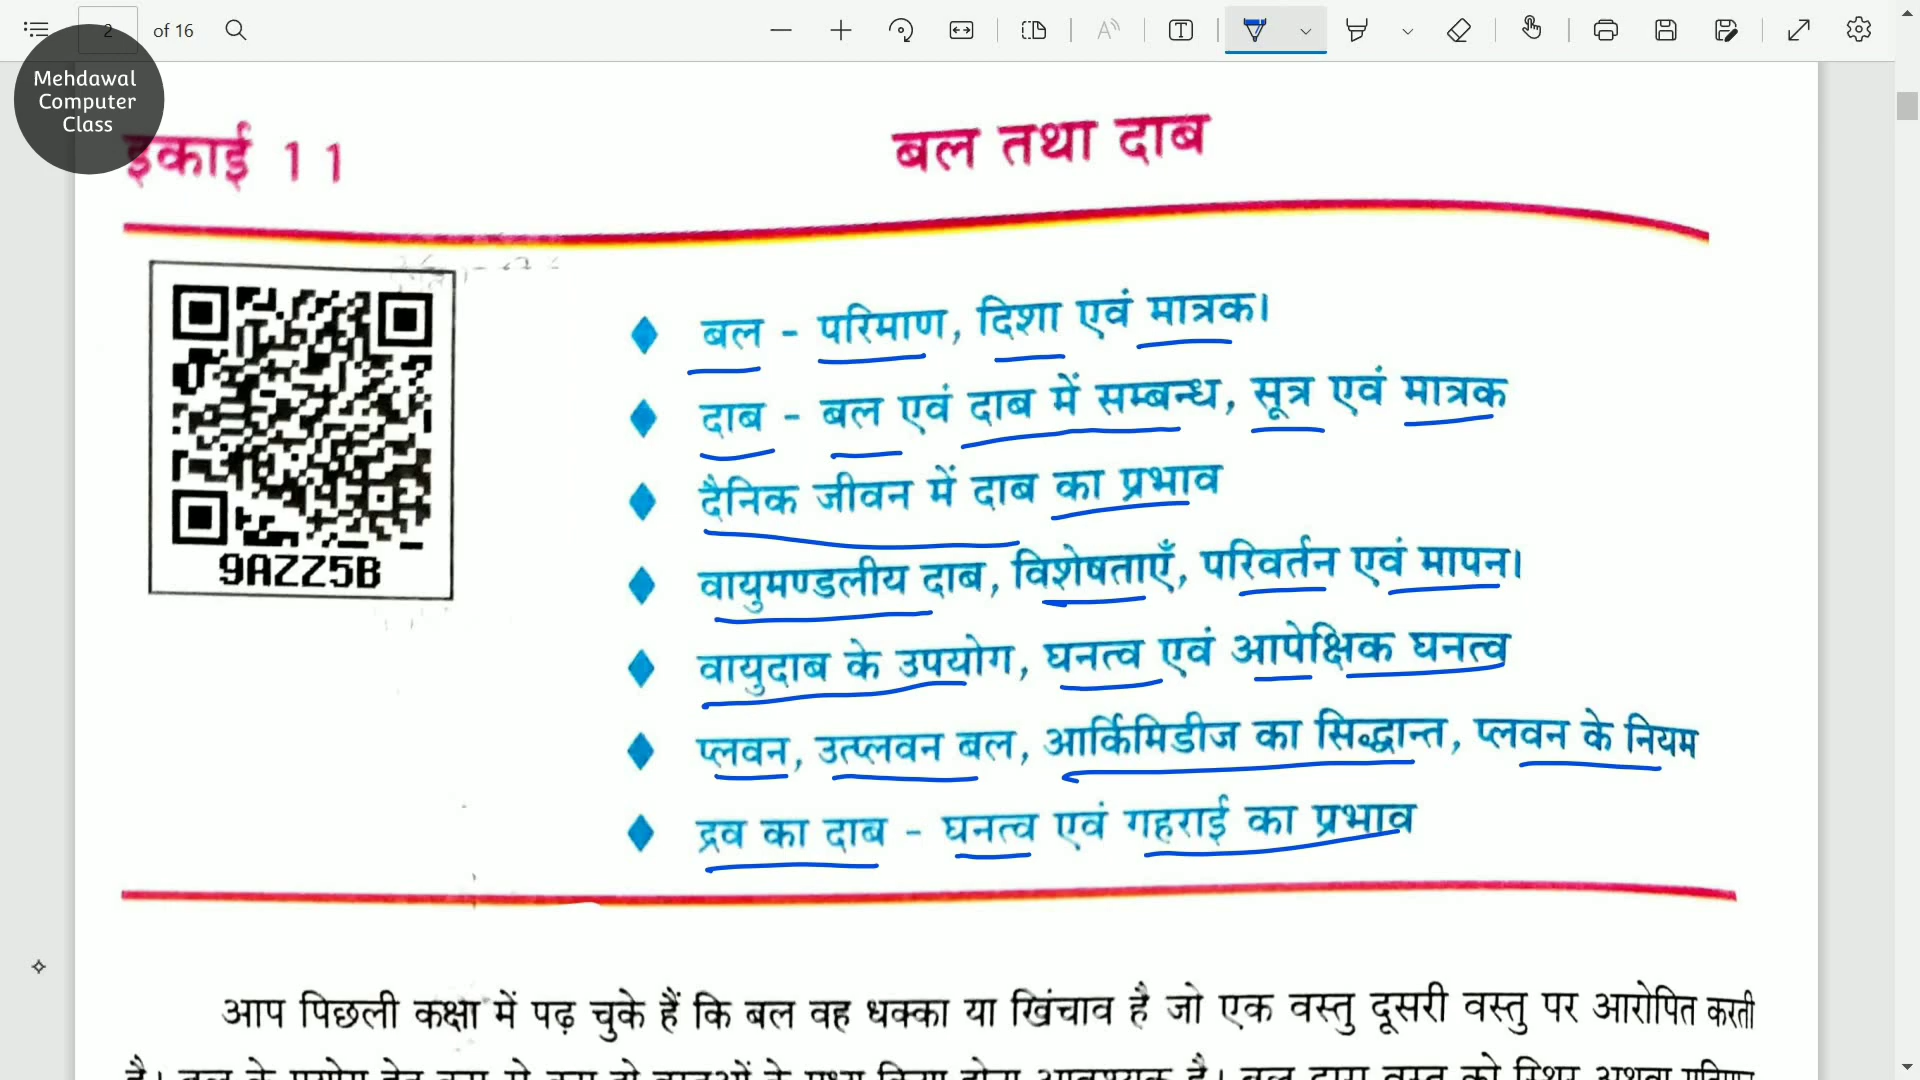 2 of 16
Mehdawal
Computer
Class
इकाई 11
बल तथा दाब
9AZZ5B
बल - परिमाण, दिशा एवं मात्रक।
दाब - बल एवं दाब में सम्बन्ध, सूत्र एवं मात्रक
दैनिक जीवन में दाब का प्रभाव
वायुमण्डलीय दाब, विशेषताएँ, परिवर्तन एवं मापन।
वायुदाब के उपयोग, घनत्व एवं आपेक्षिक घनत्व
प्लवन, उत्प्लवन बल, आर्किमिडीज का सिद्धान्त, प्लवन के नियम
द्रव का दाब - घनत्व एवं गहराई का प्रभाव
आप पिछली कक्षा में पढ़ चुके हैं कि बल वह धक्का या खिंचाव है जो एक वस्तु दूसरी वस्तु पर आरोपित करती